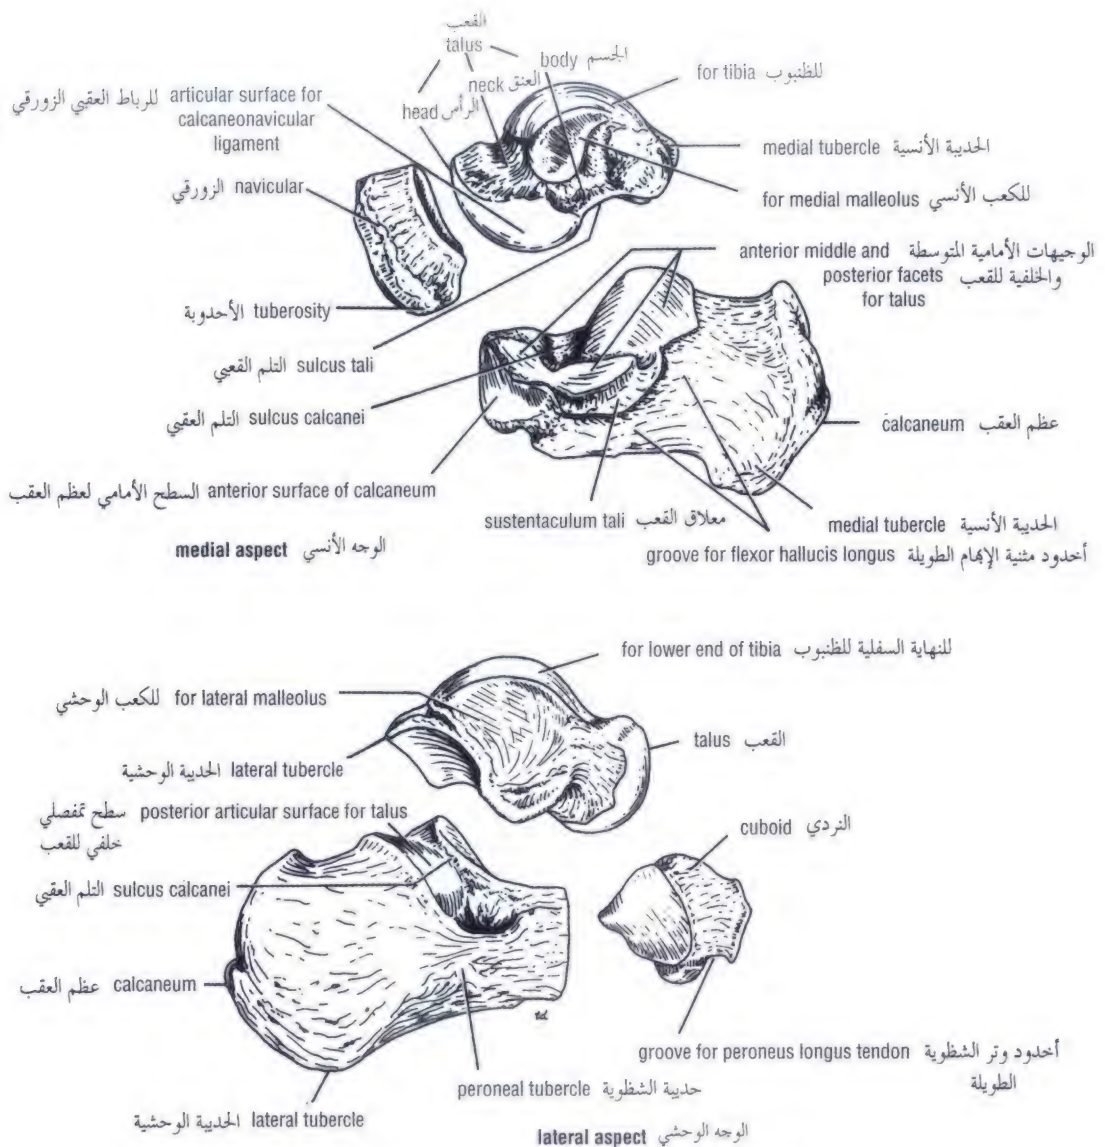 القعب
talus
body الجسم
neck العنق
head الرأس
for tibia للظنبوب
articular surface for للرباط العقبي الزورقي
calcaneonavicular
ligament
medial tubercle الحديبة الأنسية
navicular الزورقي
for medial malleolus للكعب الأنسي
anterior middle and الوجيهات الأمامية المتوسطة
posterior facets والخلفية للقعب
for talus
tuberosity الأحدوبة
sulcus tali التلم القعبي
sulcus calcanei التلم العقبي
calcaneum عظم العقب
anterior surface of calcaneum السطح الأمامي لعظم العقب
sustentaculum tali معلاق القعب
medial tubercle الحديبة الأنسية
medial aspect الوجه الأنسي
groove for flexor hallucis longus أخدود مثنية الإبهام الطويلة
for lower end of tibia للنهاية السفلية للظنبوب
for lateral malleolus للكعب الوحشي
talus القعب
lateral tubercle الحديبة الوحشية
posterior articular surface for talus سطح تمفصلي
خلفي للقعب
cuboid النردي
sulcus calcanei التلم العقبي
calcaneum عظم العقب
groove for peroneus longus tendon أخدود وتر الشظوية
الطويلة
peroneal tubercle حديبة الشظوية
lateral tubercle الحديبة الوحشية
lateral aspect الوجه الوحشي